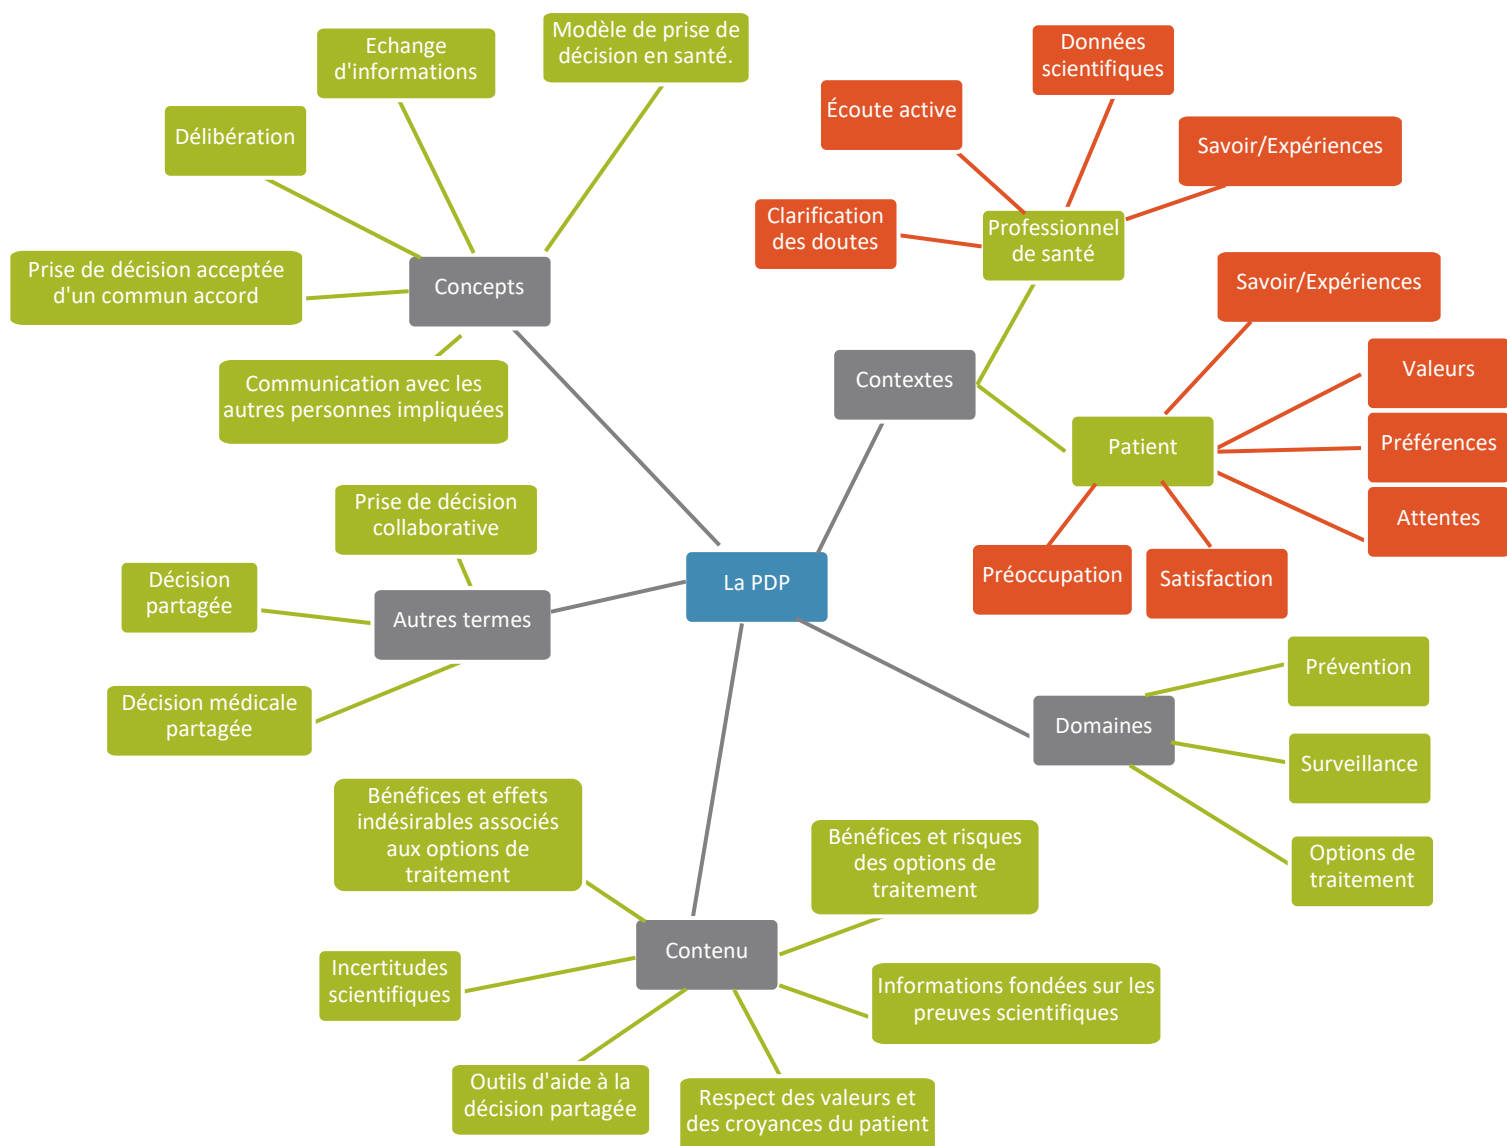 Echange
d'informations
Modèle de prise de
décision en santé.
Délibération
Prise de décision acceptée
d'un commun accord
Concepts
Communication avec les
autres personnes impliquées
Données
scientifiques
Écoute active
Savoir/Expériences
Clarification
des doutes
Professionnel
de santé
Savoir/Expériences
Contextes
Valeurs
Patient
Préférences
Attentes
Préoccupation
Satisfaction
Prise de décision
collaborative
Décision
partagée
Autres termes
La PDP
Décision médicale
partagée
Prévention
Domaines
Surveillance
Options de
traitement
Bénéfices et effets
indésirables associés
aux options de
traitement
Bénéfices et risques
des options de
traitement
Contenu
Incertitudes
scientifiques
Informations fondées sur les
preuves scientifiques
Outils d'aide à la
décision partagée
Respect des valeurs et
des croyances du patient